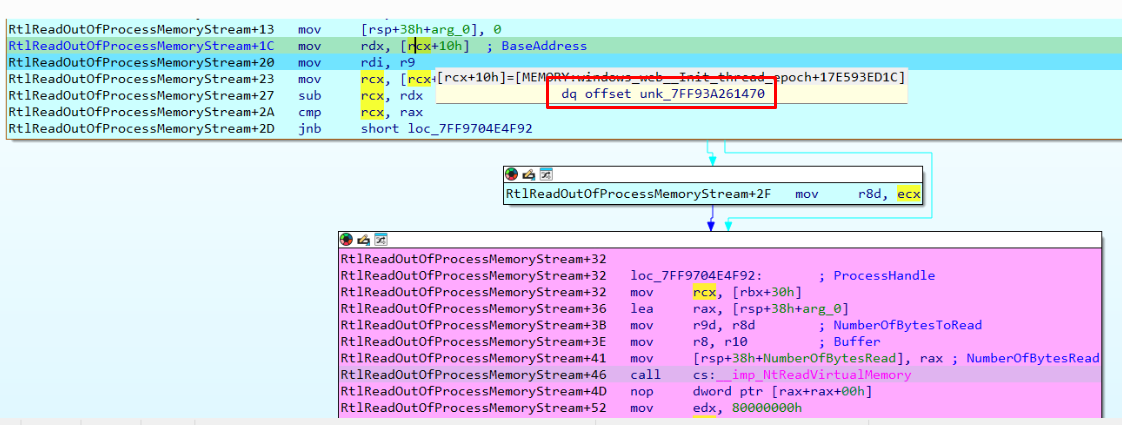 RtlReadOutOfProcessMemoryStream+13 mov [rsp+38h+arg_0], 0
RtlReadOutOfProcessMemoryStream+1C mov rdx, [rcx+10h] ; BaseAddress
RtlReadOutOfProcessMemoryStream+20 mov rdi, r9
RtlReadOutOfProcessMemoryStream+23 mov rcx, [rcx+
[rcx+10h]=[MEMORY:windows_web__Init_thread_epoch+17E593ED1C]
RtlReadOutOfProcessMemoryStream+27 sub rcx, rdx
dq offset unk_7FF93A261470
RtlReadOutOfProcessMemoryStream+2A cmp rcx, rax
RtlReadOutOfProcessMemoryStream+2D jnb short loc_7FF9704E4F92
RtlReadOutOfProcessMemoryStream+2F mov r8d, ecx
RtlReadOutOfProcessMemoryStream+32
RtlReadOutOfProcessMemoryStream+32 loc_7FF9704E4F92: ; ProcessHandle
RtlReadOutOfProcessMemoryStream+32 mov rcx, [rbx+30h]
RtlReadOutOfProcessMemoryStream+36 lea rax, [rsp+38h+arg_0]
RtlReadOutOfProcessMemoryStream+3B mov r9d, r8d ; NumberOfBytesToRead
RtlReadOutOfProcessMemoryStream+3E mov r8, r10 ; Buffer
RtlReadOutOfProcessMemoryStream+41 mov [rsp+38h+NumberOfBytesRead], rax ; NumberOfBytesRead
RtlReadOutOfProcessMemoryStream+46 call cs:__imp_NtReadVirtualMemory
RtlReadOutOfProcessMemoryStream+4D nop dword ptr [rax+rax+00h]
RtlReadOutOfProcessMemoryStream+52 mov edx, 80000000h